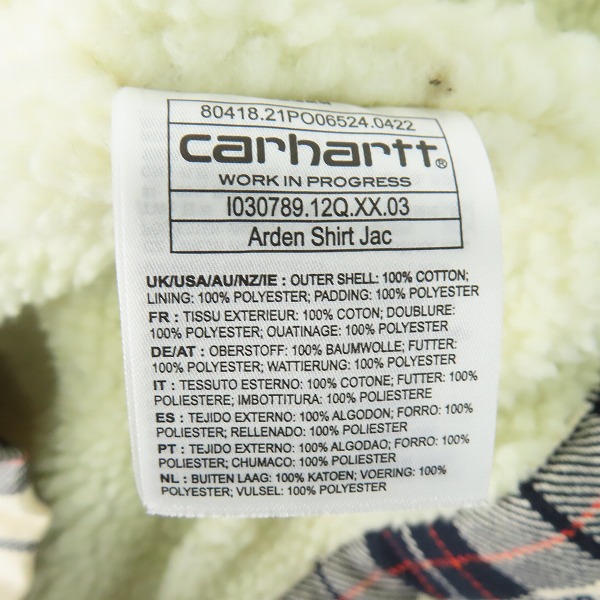 80418.21PO06524.0422
carhartt®
WORK IN PROGRESS
I030789.12Q.XX.03
Arden Shirt Jac
UK/USA/AU/NZ/IE : OUTER SHELL: 100% COTTON;
LINING: 100% POLYESTER; PADDING: 100% POLYESTER
FR : TISSU EXTERIEUR: 100% COTON; DOUBLURE:
100% POLYESTER; OUATINAGE: 100% POLYESTER
DE/AT : OBERSTOFF: 100% BAUMWOLLE; FUTTER:
100% POLYESTER; WATTIERUNG: 100% POLYESTER
IT : TESSUTO ESTERNO: 100% COTONE; FUTTER: 100%
POLIESTERE; IMBOTTITURA: 100% POLIESTERE
ES : TEJIDO EXTERNO: 100% ALGODON; FORRO: 100%
POLIESTER; RELLENADO: 100% POLIESTER
PT : TEJIDO EXTERNO: 100% ALGODAO; FORRO: 100%
POLIESTER; CHUMACO: 100% POLIESTER
NL : BUITEN LAAG: 100% KATOEN; VOERING: 100%
POLYESTER; VULSEL: 100% POLYESTER